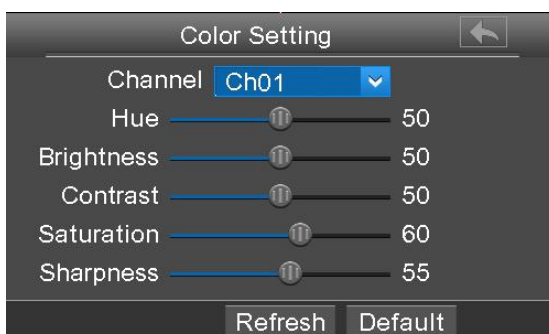 Color Setting
Channel Ch01
Hue 50
Brightness 50
Contrast 50
Saturation 60
Sharpness 55
Refresh Default